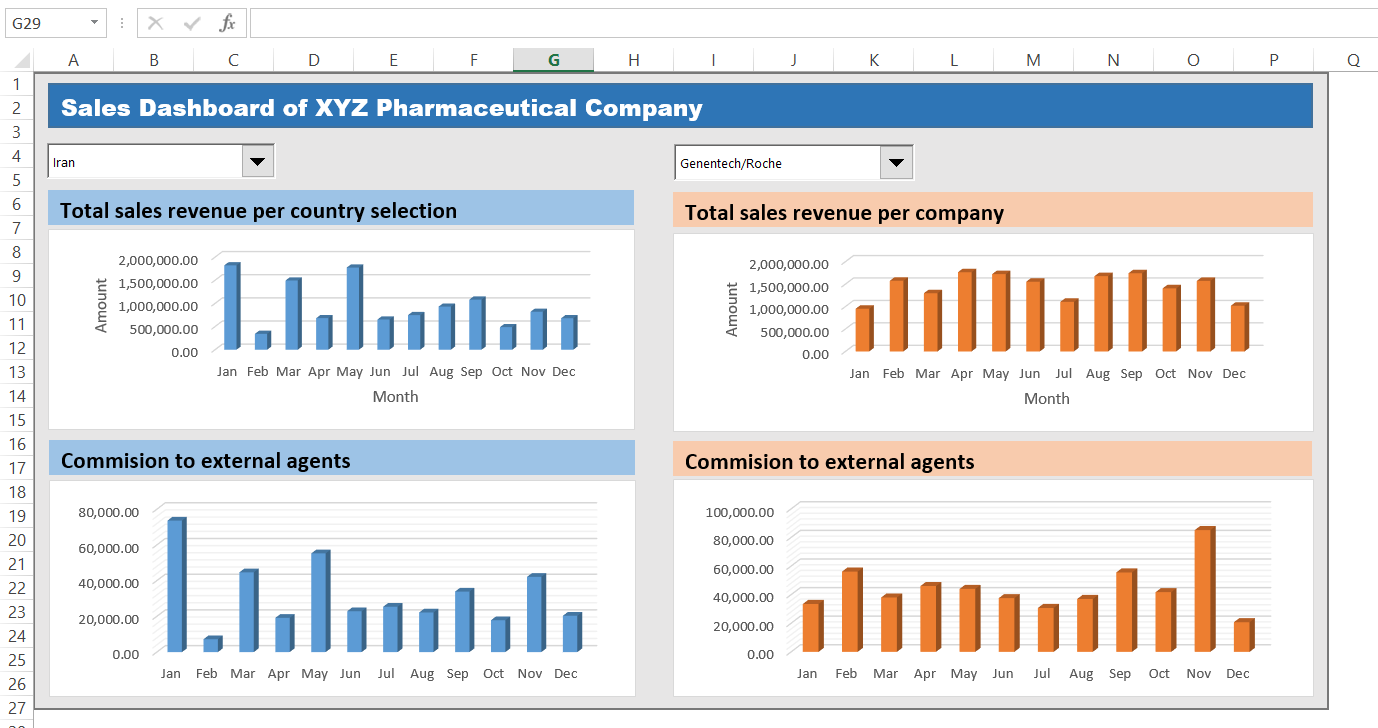 G29
fx
A B C D E F G H I J K L M N O P Q
1
2
3
4
5
6
7
8
9
10
11
12
13
14
15
16
17
18
19
20
21
22
23
24
25
26
27
Sales Dashboard of XYZ Pharmaceutical Company
Iran
Genentech/Roche
Total sales revenue per country selection
Amount
2,000,000.00
1,500,000.00
1,000,000.00
500,000.00
0.00
Jan Feb Mar Apr May Jun Jul Aug Sep Oct Nov Dec
Month
Total sales revenue per company
Amount
2,000,000.00
1,500,000.00
1,000,000.00
500,000.00
0.00
Jan Feb Mar Apr May Jun Jul Aug Sep Oct Nov Dec
Month
Commision to external agents
80,000.00
60,000.00
40,000.00
20,000.00
0.00
Jan Feb Mar Apr May Jun Jul Aug Sep Oct Nov Dec
Commision to external agents
100,000.00
80,000.00
60,000.00
40,000.00
20,000.00
0.00
Jan Feb Mar Apr May Jun Jul Aug Sep Oct Nov Dec